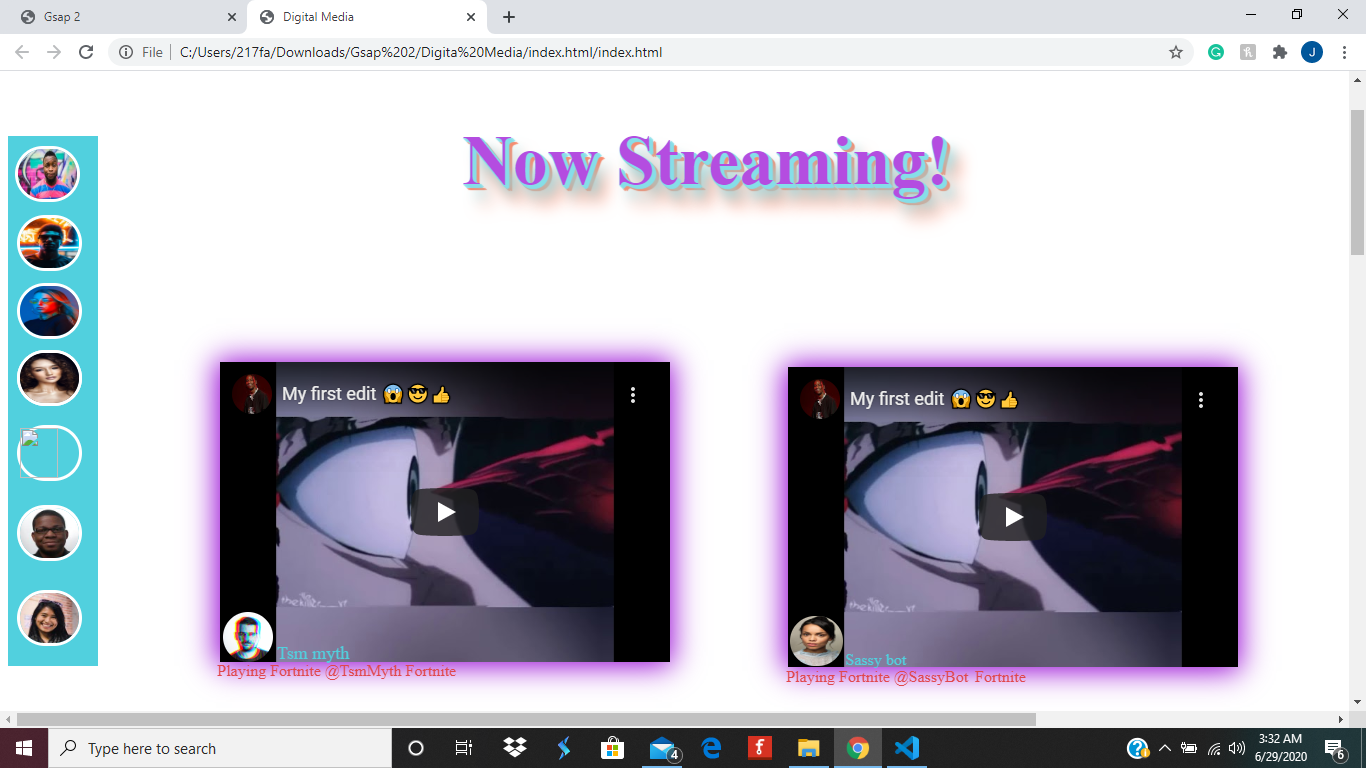 Gsap 2
Digital Media
File
C:/Users/217fa/Downloads/Gsap%202/Digita%20Media/index.html/index.html
J
Now Streaming!
My first edit 😱😎👍
My first edit 😱😎👍
Tsm myth
Playing Fortnite @TsmMyth Fortnite
Sassy bot
Playing Fortnite @SassyBot Fortnite
Type here to search
4
3:32 AM
6/29/2020
6